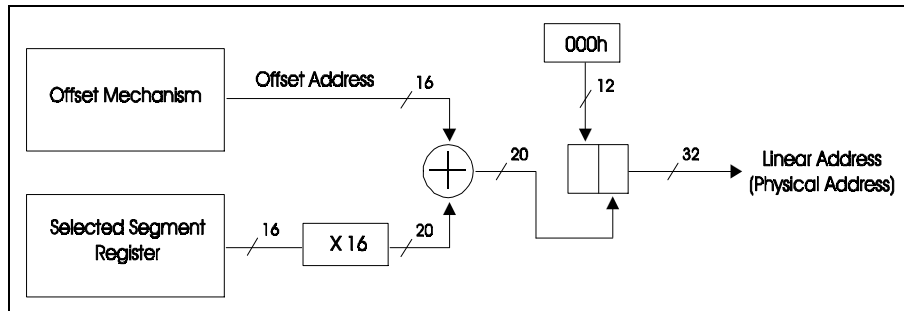 000h
Offset Mechanism
Offset Address
16
12
20
32
Linear Address
(Physical Address)
Selected Segment
Register
16
X 16
20